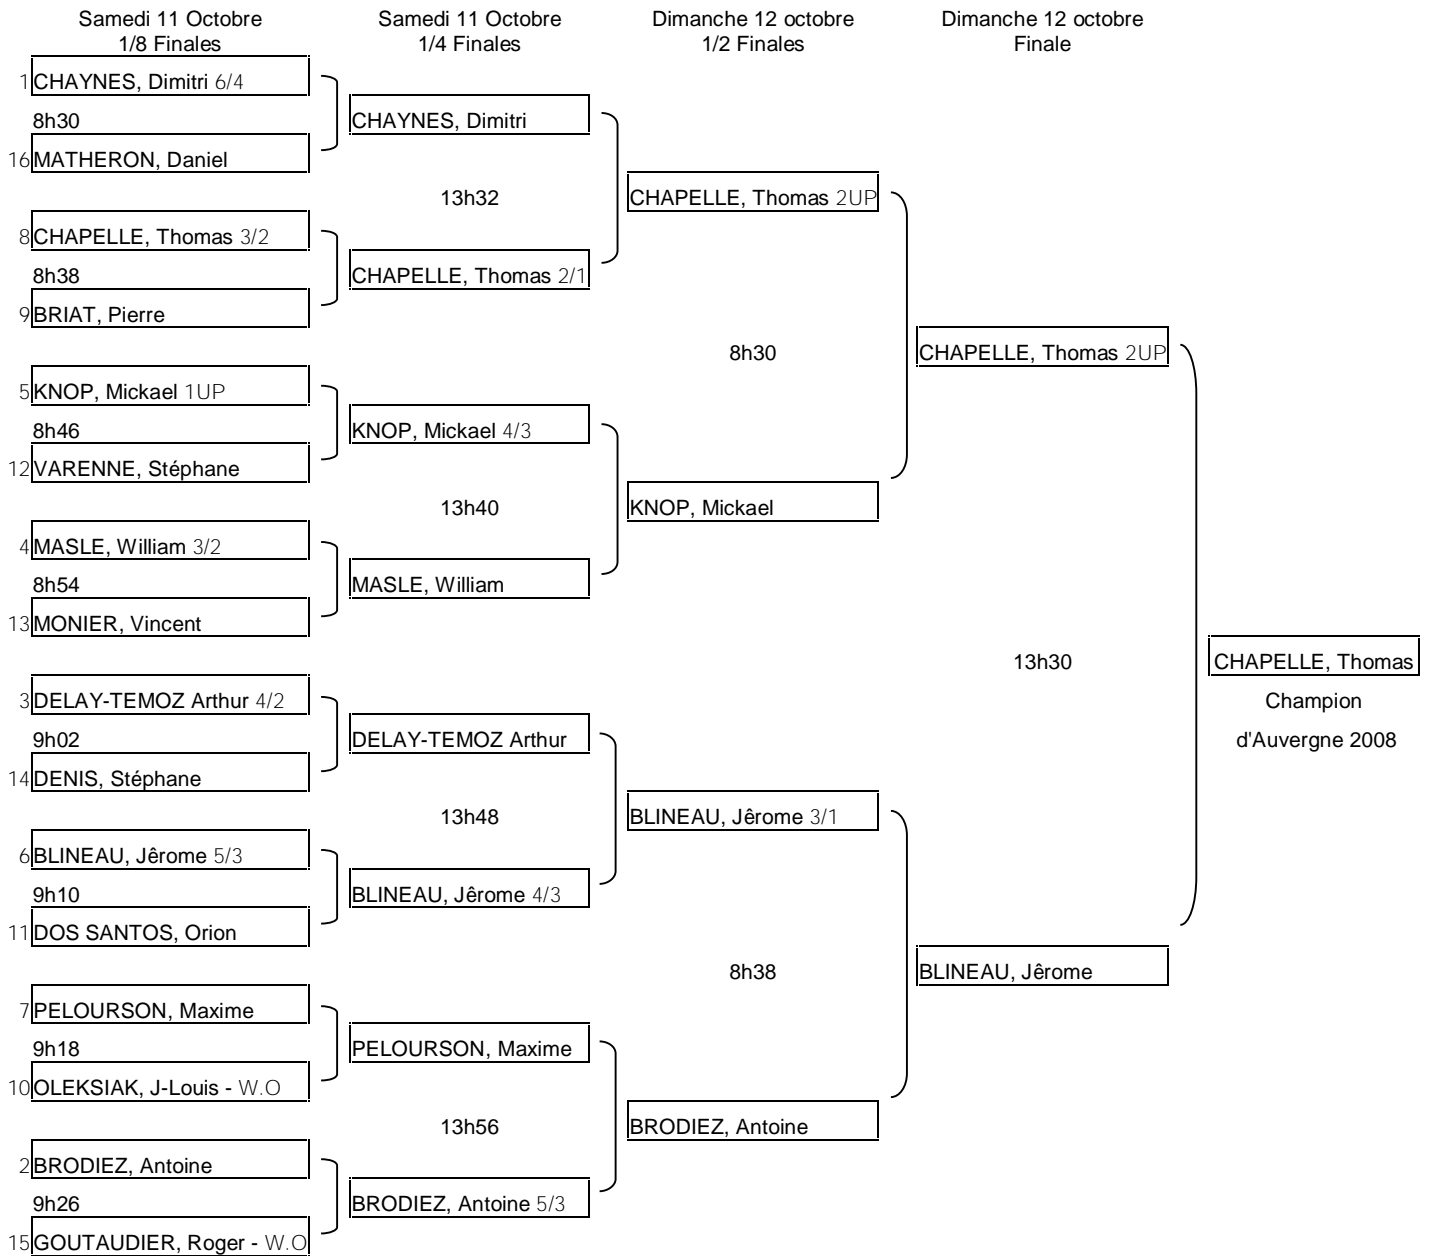 Samedi 11 Octobre
1/8 Finales
Samedi 11 Octobre
1/4 Finales
Dimanche 12 octobre
1/2 Finales
Dimanche 12 octobre
Finale
1 CHAYNES, Dimitri 6/4
8h30
16 MATHERON, Daniel
8 CHAPELLE, Thomas 3/2
8h38
9 BRIAT, Pierre
5 KNOP, Mickael 1UP
8h46
12 VARENNE, Stéphane
4 MASLE, William 3/2
8h54
13 MONIER, Vincent
3 DELAY-TEMOZ Arthur 4/2
9h02
14 DENIS, Stéphane
6 BLINEAU, Jêrome 5/3
9h10
11 DOS SANTOS, Orion
7 PELOURSON, Maxime
9h18
10 OLEKSIAK, J-Louis - W.O
2 BRODIEZ, Antoine
9h26
15 GOUTAUDIER, Roger - W.O
CHAYNES, Dimitri
13h32
CHAPELLE, Thomas 2/1
KNOP, Mickael 4/3
13h40
MASLE, William
DELAY-TEMOZ Arthur
13h48
BLINEAU, Jêrome 4/3
PELOURSON, Maxime
13h56
BRODIEZ, Antoine 5/3
CHAPELLE, Thomas 2UP
8h30
KNOP, Mickael
BLINEAU, Jêrome 3/1
8h38
BRODIEZ, Antoine
CHAPELLE, Thomas 2UP
13h30
BLINEAU, Jêrome
CHAPELLE, Thomas
Champion
d'Auvergne 2008